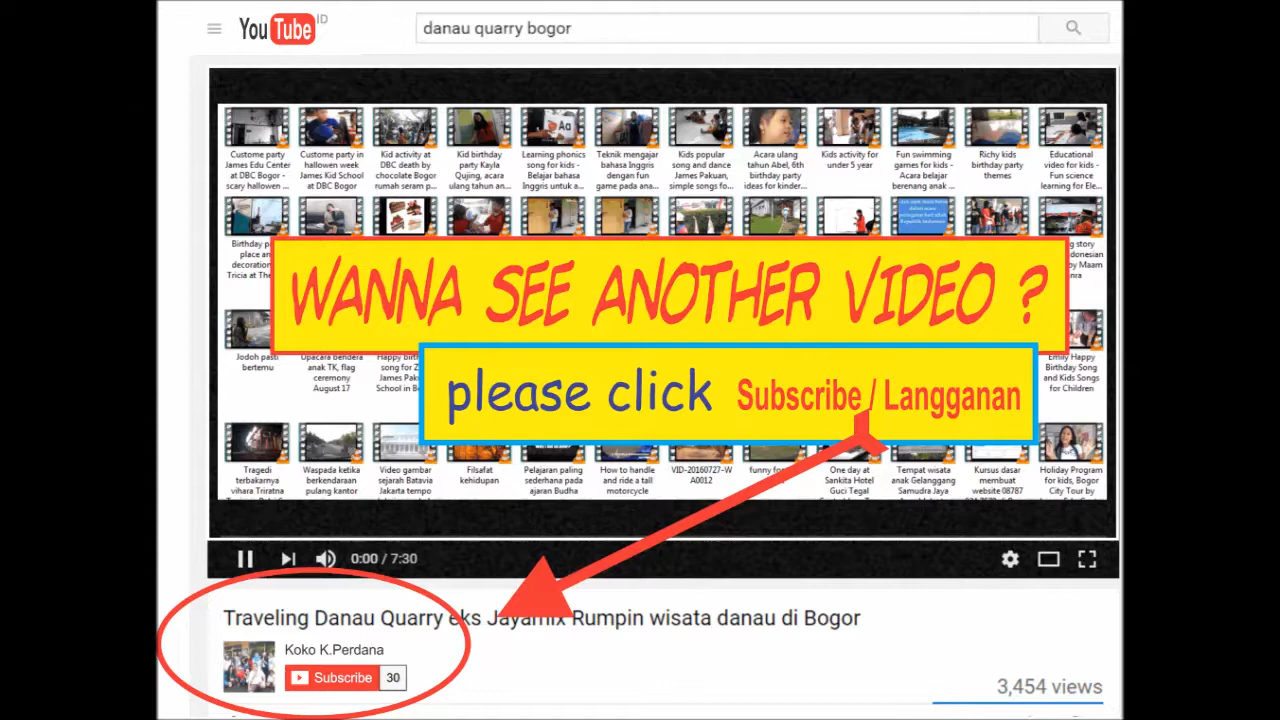 YouTube ID
danau quarry bogor
Custome party James Edu Center at DBC Bogor - scary hallowen ...
Custome party in hallowen week James Kid School at DBC Bogor
Kid activity at DBC death by chocolate Bogor rumah seram p...
Kid birthday party Kayla Qujing, acara ulang tahun an...
Learning phonics song for kids - Belajar bahasa Inggris untuk a...
Teknik mengajar bahasa Inggris dengan fun game pada ana...
Kids popular song and dance James Pakuan, simple songs fo...
Acara ulang tahun Abel, 6th birthday party ideas for kinder...
Kids activity for under 5 year
Fun swimming games for kids - Acara belajar berenang anak ...
Richy kids birthday party themes
Educational video for kids - Fun science learning for Ele...
WANNA SEE ANOTHER VIDEO ?
please click Subscribe / Langganan
Jodoh pasti bertemu
Upacara bendera anak TK, flag ceremony August 17
Emily Happy Birthday Song and Kids Songs for Children
Tragedi terbakarnya vihara Triratna
Waspada ketika berkendaraan pulang kantor
Video gambar sejarah Batavia Jakarta tempo
Filsafat kehidupan
Pelajaran paling sederhana pada ajaran Budha
How to handle and ride a tall motorcycle
VID-20160727-WA0012
funny fo
One day at Sankita Hotel Guci Tegal
Tempat wisata anak Gelanggang Samudra Jaya
Kursus dasar membuat website 08787
Holiday Program for kids, Bogor City Tour by
0:00 / 7:30
Traveling Danau Quarry eks Jayamix Rumpin wisata danau di Bogor
Koko K.Perdana
Subscribe 30
3,454 views